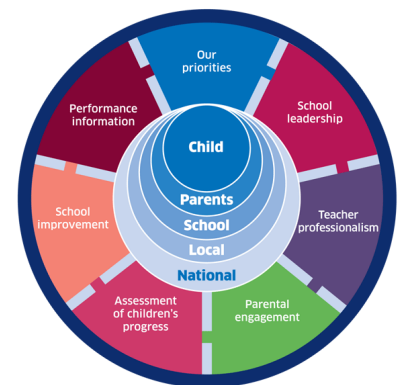 Our
priorities
School
leadership
Teacher
professionalism
Parental
engagement
Assessment
of children's
progress
School
improvement
Performance
information
Child
Parents
School
Local
National